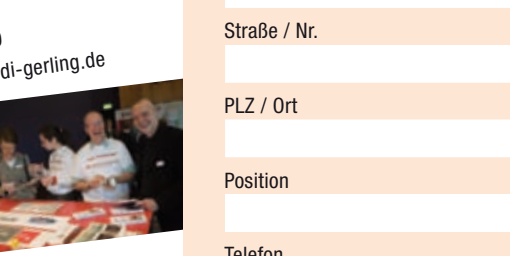 di-gerling.de
Straße / Nr.
PLZ / Ort
Position
Telefon